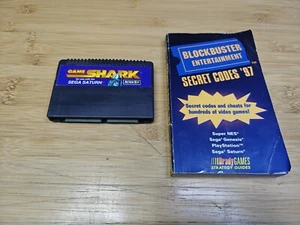 GAME
SHARK
SEGA SATURN
BLOCKBUSTER
ENTERTAINMENT
SECRET CODES '97
Secret codes and cheats for
hundreds of video games!
Super NES®
Sega® Genesis®
PlayStation™
Sega® Saturn®
BradyGAMES
STRATEGY GUIDES